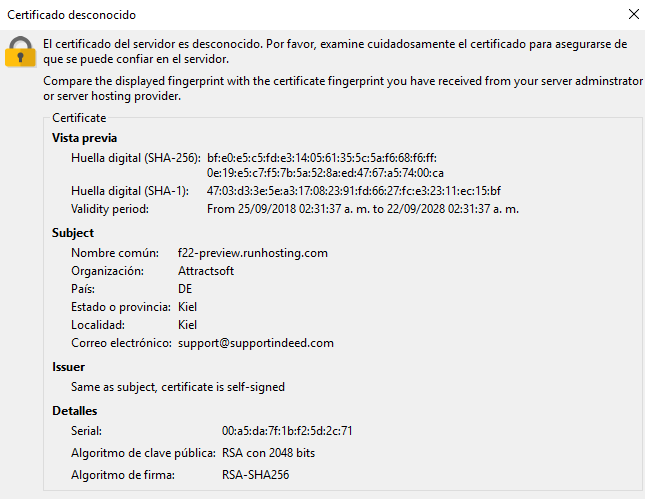 Certificado desconocido
El certificado del servidor es desconocido. Por favor, examine cuidadosamente el certificado para asegurarse de
que se puede confiar en el servidor.
Compare the displayed fingerprint with the certificate fingerprint you have received from your server adminstrator
or server hosting provider.
Certificate
Vista previa
Huella digital (SHA-256): bf:e0:e5:c5:fd:e3:14:05:61:35:5c:5a:f6:68:f6:ff:
0e:19:e5:c7:f5:7b:5a:52:8a:ed:47:67:a5:74:00:ca
Huella digital (SHA-1): 47:03:d3:3e:5e:a3:17:08:23:91:fd:66:27:fc:e3:23:11:ec:15:bf
Validity period: From 25/09/2018 02:31:37 a. m. to 22/09/2028 02:31:37 a. m.
Subject
Nombre común: f22-preview.runhosting.com
Organización: Attractsoft
País: DE
Estado o provincia: Kiel
Localidad: Kiel
Correo electrónico: support@supportindeed.com
Issuer
Same as subject, certificate is self-signed
Detalles
Serial: 00:a5:da:7f:1b:f2:5d:2c:71
Algoritmo de clave pública: RSA con 2048 bits
Algoritmo de firma: RSA-SHA256